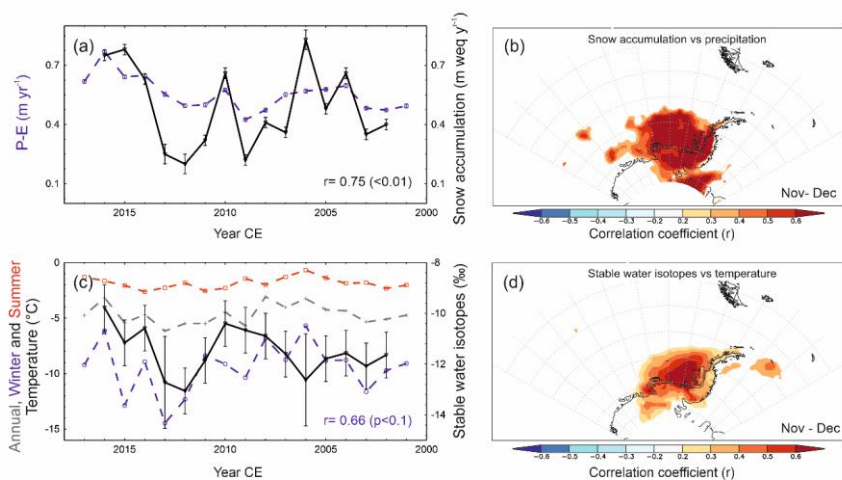 (a)
P-E (m yr⁻¹)
0.7
0.4
0.1
0.7
0.4
0.1
Snow accumulation (m weq y⁻¹)
r= 0.75 (<0.01)
2015
2010
2005
2000
Year CE
(b)
Snow accumulation vs precipitation
Nov- Dec
-0.6
-0.5
-0.4
-0.2
0.2
0.3
0.4
0.5
0.6
Correlation coefficient (r)
(c)
Annual, Winter and Summer
Temperature (°C)
0
-5
-10
-15
-8
-10
-12
-14
Stable water isotopes (‰)
r= 0.66 (p<0.1)
2015
2010
2005
2000
Year CE
(d)
Stable water isotopes vs temperature
Nov - Dec
-0.6
-0.5
-0.4
-0.2
0.2
0.3
0.4
0.5
0.6
Correlation coefficient (r)